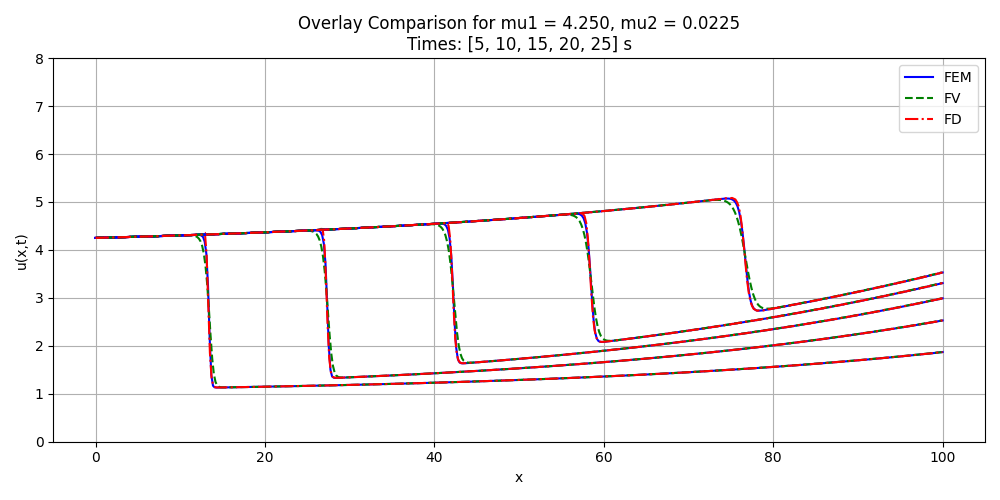 Overlay Comparison for mu1 = 4.250, mu2 = 0.0225
Times: [5, 10, 15, 20, 25] s
8
7
6
5
4
3
2
1
0
u(x,t)
FEM
FV
FD
0 20 40 60 80 100
x